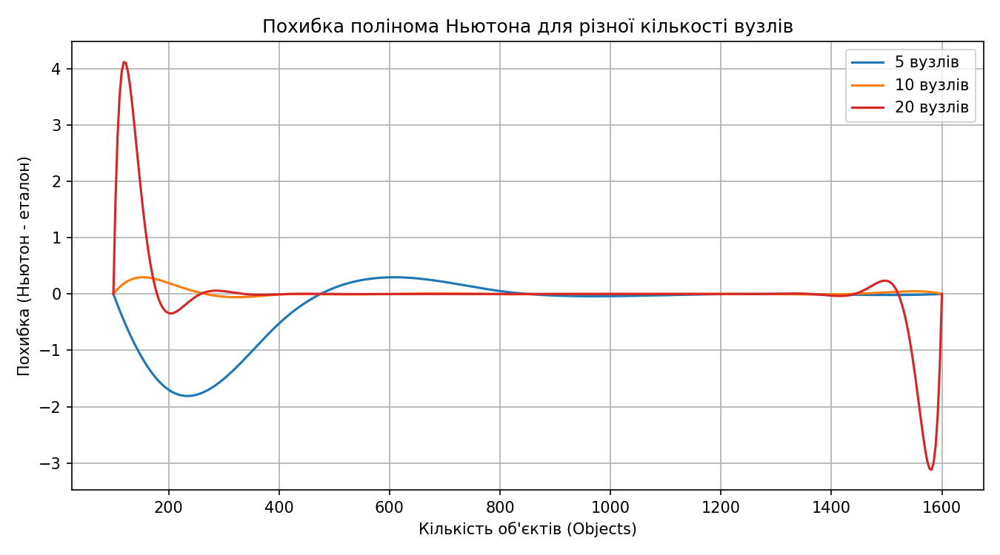 Похибка полінома Ньютона для різної кількості вузлів
5 вузлів
10 вузлів
20 вузлів
Похибка (Ньютон - еталон)
4
3
2
1
0
−1
−2
−3
200 400 600 800 1000 1200 1400 1600
Кількість об'єктів (Objects)